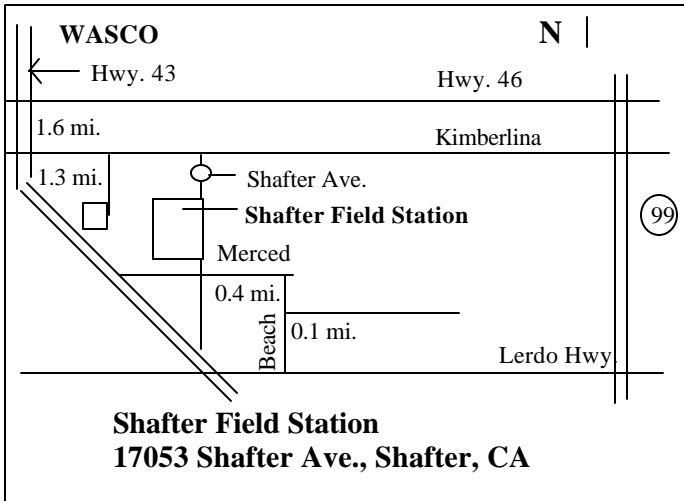 WASCO
N
Hwy. 43
Hwy. 46
1.6 mi.
Kimberlina
1.3 mi.
Shafter Ave.
Shafter Field Station
99
Merced
0.4 mi.
Beach
0.1 mi.
Lerdo Hwy.
Shafter Field Station
17053 Shafter Ave., Shafter, CA